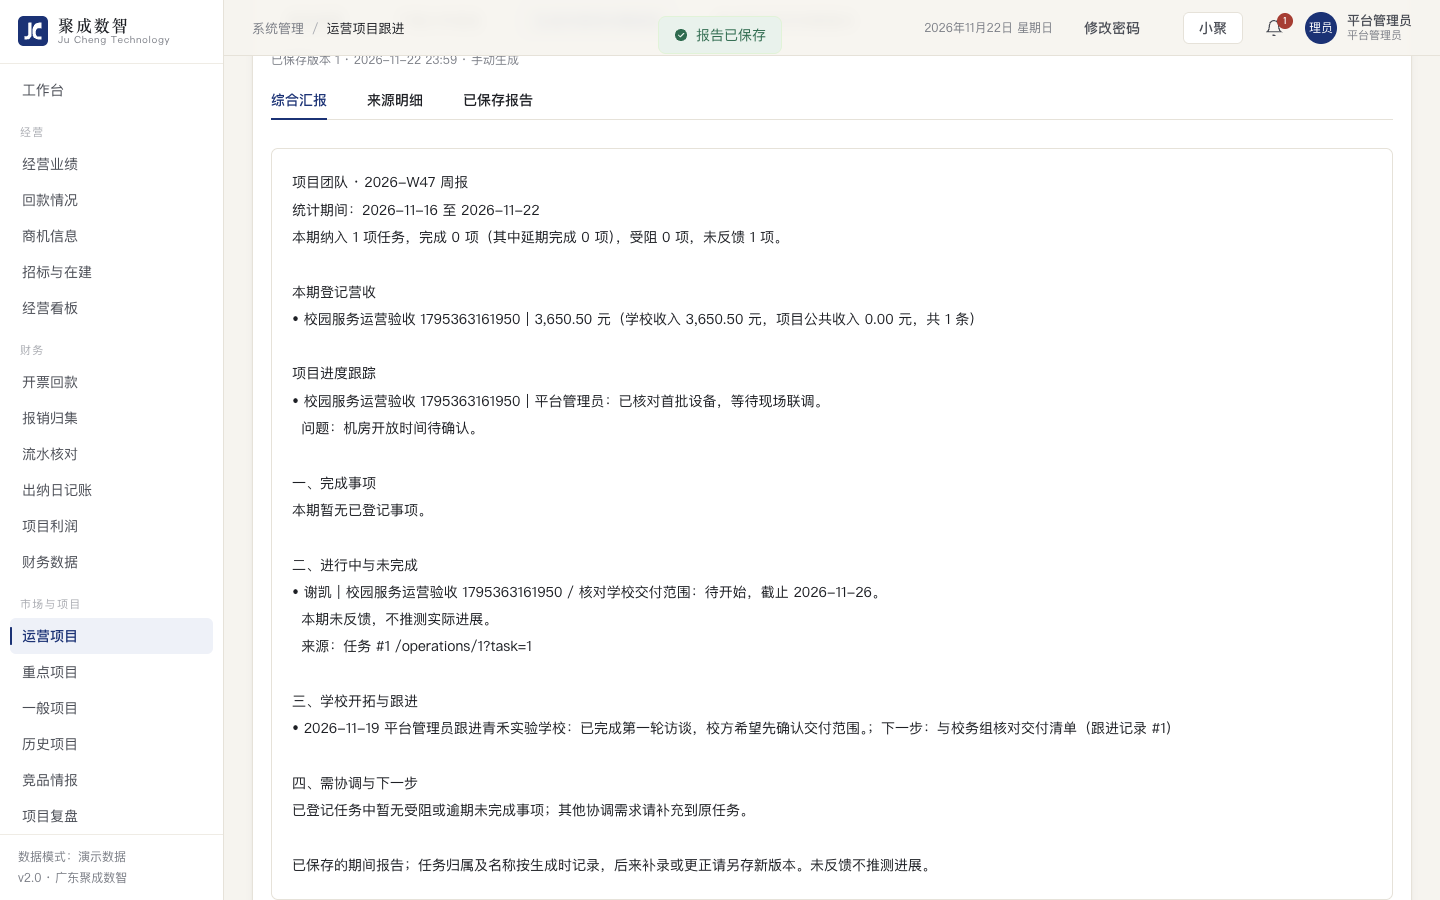 聚成数智
Ju Cheng Technology
系统管理 / 运营项目跟进
报告已保存
2026年11月22日 星期日
修改密码
小聚
1
理员
平台管理员
平台管理员
工作台
经营
经营业绩
回款情况
商机信息
招标与在建
经营看板
财务
开票回款
报销归集
流水核对
出纳日记账
项目利润
财务数据
市场与项目
运营项目
重点项目
一般项目
历史项目
竞品情报
项目复盘
数据模式：演示数据
v2.0 · 广东聚成数智
已保存版本 1 · 2026-11-22 23:59 · 手动生成
综合汇报
来源明细
已保存报告
项目团队 · 2026-W47 周报
统计期间：2026-11-16 至 2026-11-22
本期纳入 1 项任务，完成 0 项（其中延期完成 0 项），受阻 0 项，未反馈 1 项。
本期登记营收
• 校园服务运营验收 1795363161950｜3,650.50 元（学校收入 3,650.50 元，项目公共收入 0.00 元，共 1 条）
项目进度跟踪
• 校园服务运营验收 1795363161950｜平台管理员：已核对首批设备，等待现场联调。
问题：机房开放时间待确认。
一、完成事项
本期暂无已登记事项。
二、进行中与未完成
• 谢凯｜校园服务运营验收 1795363161950 / 核对学校交付范围：待开始，截止 2026-11-26。
本期未反馈，不推测实际进展。
来源：任务 #1 /operations/1?task=1
三、学校开拓与跟进
• 2026-11-19 平台管理员跟进青禾实验学校：已完成第一轮访谈，校方希望先确认交付范围。；下一步：与校务组核对交付清单（跟进记录 #1）
四、需协调与下一步
已登记任务中暂无受阻或逾期未完成事项；其他协调需求请补充到原任务。
已保存的期间报告；任务归属及名称按生成时记录，后来补录或更正请另存新版本。未反馈不推测进展。